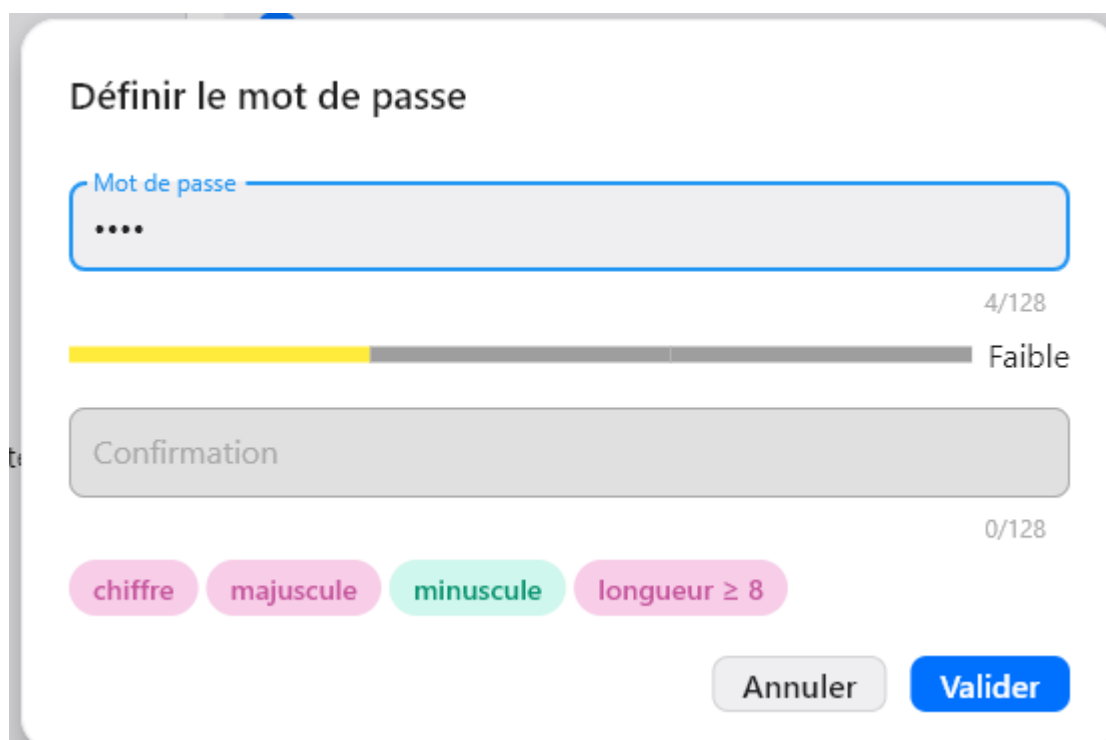 Définir le mot de passe
Mot de passe
••••
4/128
Faible
Confirmation
0/128
chiffre majuscule minuscule longueur ≥ 8
Annuler Valider